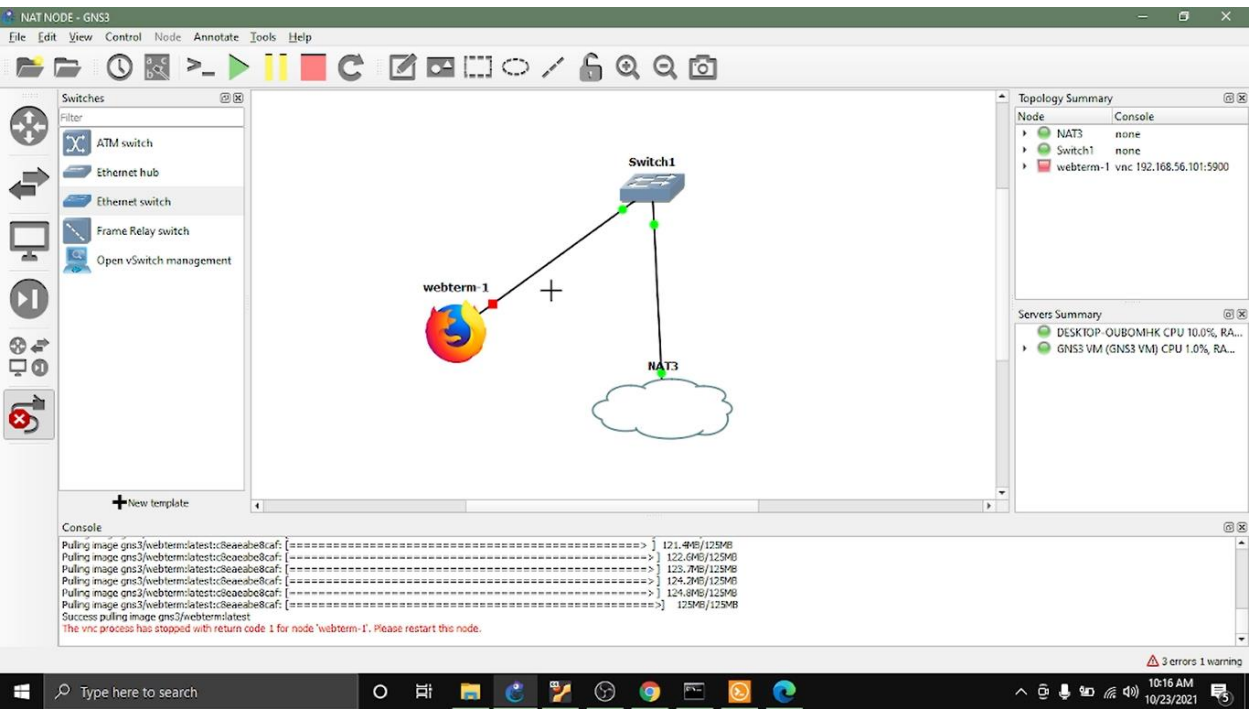 NAT NODE - GNS3
File Edit View Control Node Annotate Tools Help
Switches
Filter
ATM switch
Ethernet hub
Ethernet switch
Frame Relay switch
Open vSwitch management
New template
Switch1
webterm-1
NAT3
Topology Summary
Node Console
NAT3 none
Switch1 none
webterm-1 vnc 192.168.56.101:5900
Servers Summary
DESKTOP-OUBOMHK CPU 10.0%, RA...
GNS3 VM (GNS3 VM) CPU 1.0%, RA...
Console
Pulling image gns3/webterm:latest:c8eaeabe8caf: [================================================> ] 121.4MB/125MB
Pulling image gns3/webterm:latest:c8eaeabe8caf: [=================================================> ] 122.6MB/125MB
Pulling image gns3/webterm:latest:c8eaeabe8caf: [=================================================> ] 123.7MB/125MB
Pulling image gns3/webterm:latest:c8eaeabe8caf: [=================================================> ] 124.2MB/125MB
Pulling image gns3/webterm:latest:c8eaeabe8caf: [=================================================> ] 124.8MB/125MB
Pulling image gns3/webterm:latest:c8eaeabe8caf: [==================================================>] 125MB/125MB
Success pulling image gns3/webterm:latest
The vnc process has stopped with return code 1 for node 'webterm-1'. Please restart this node.
3 errors 1 warning
Type here to search
10:16 AM
10/23/2021
5